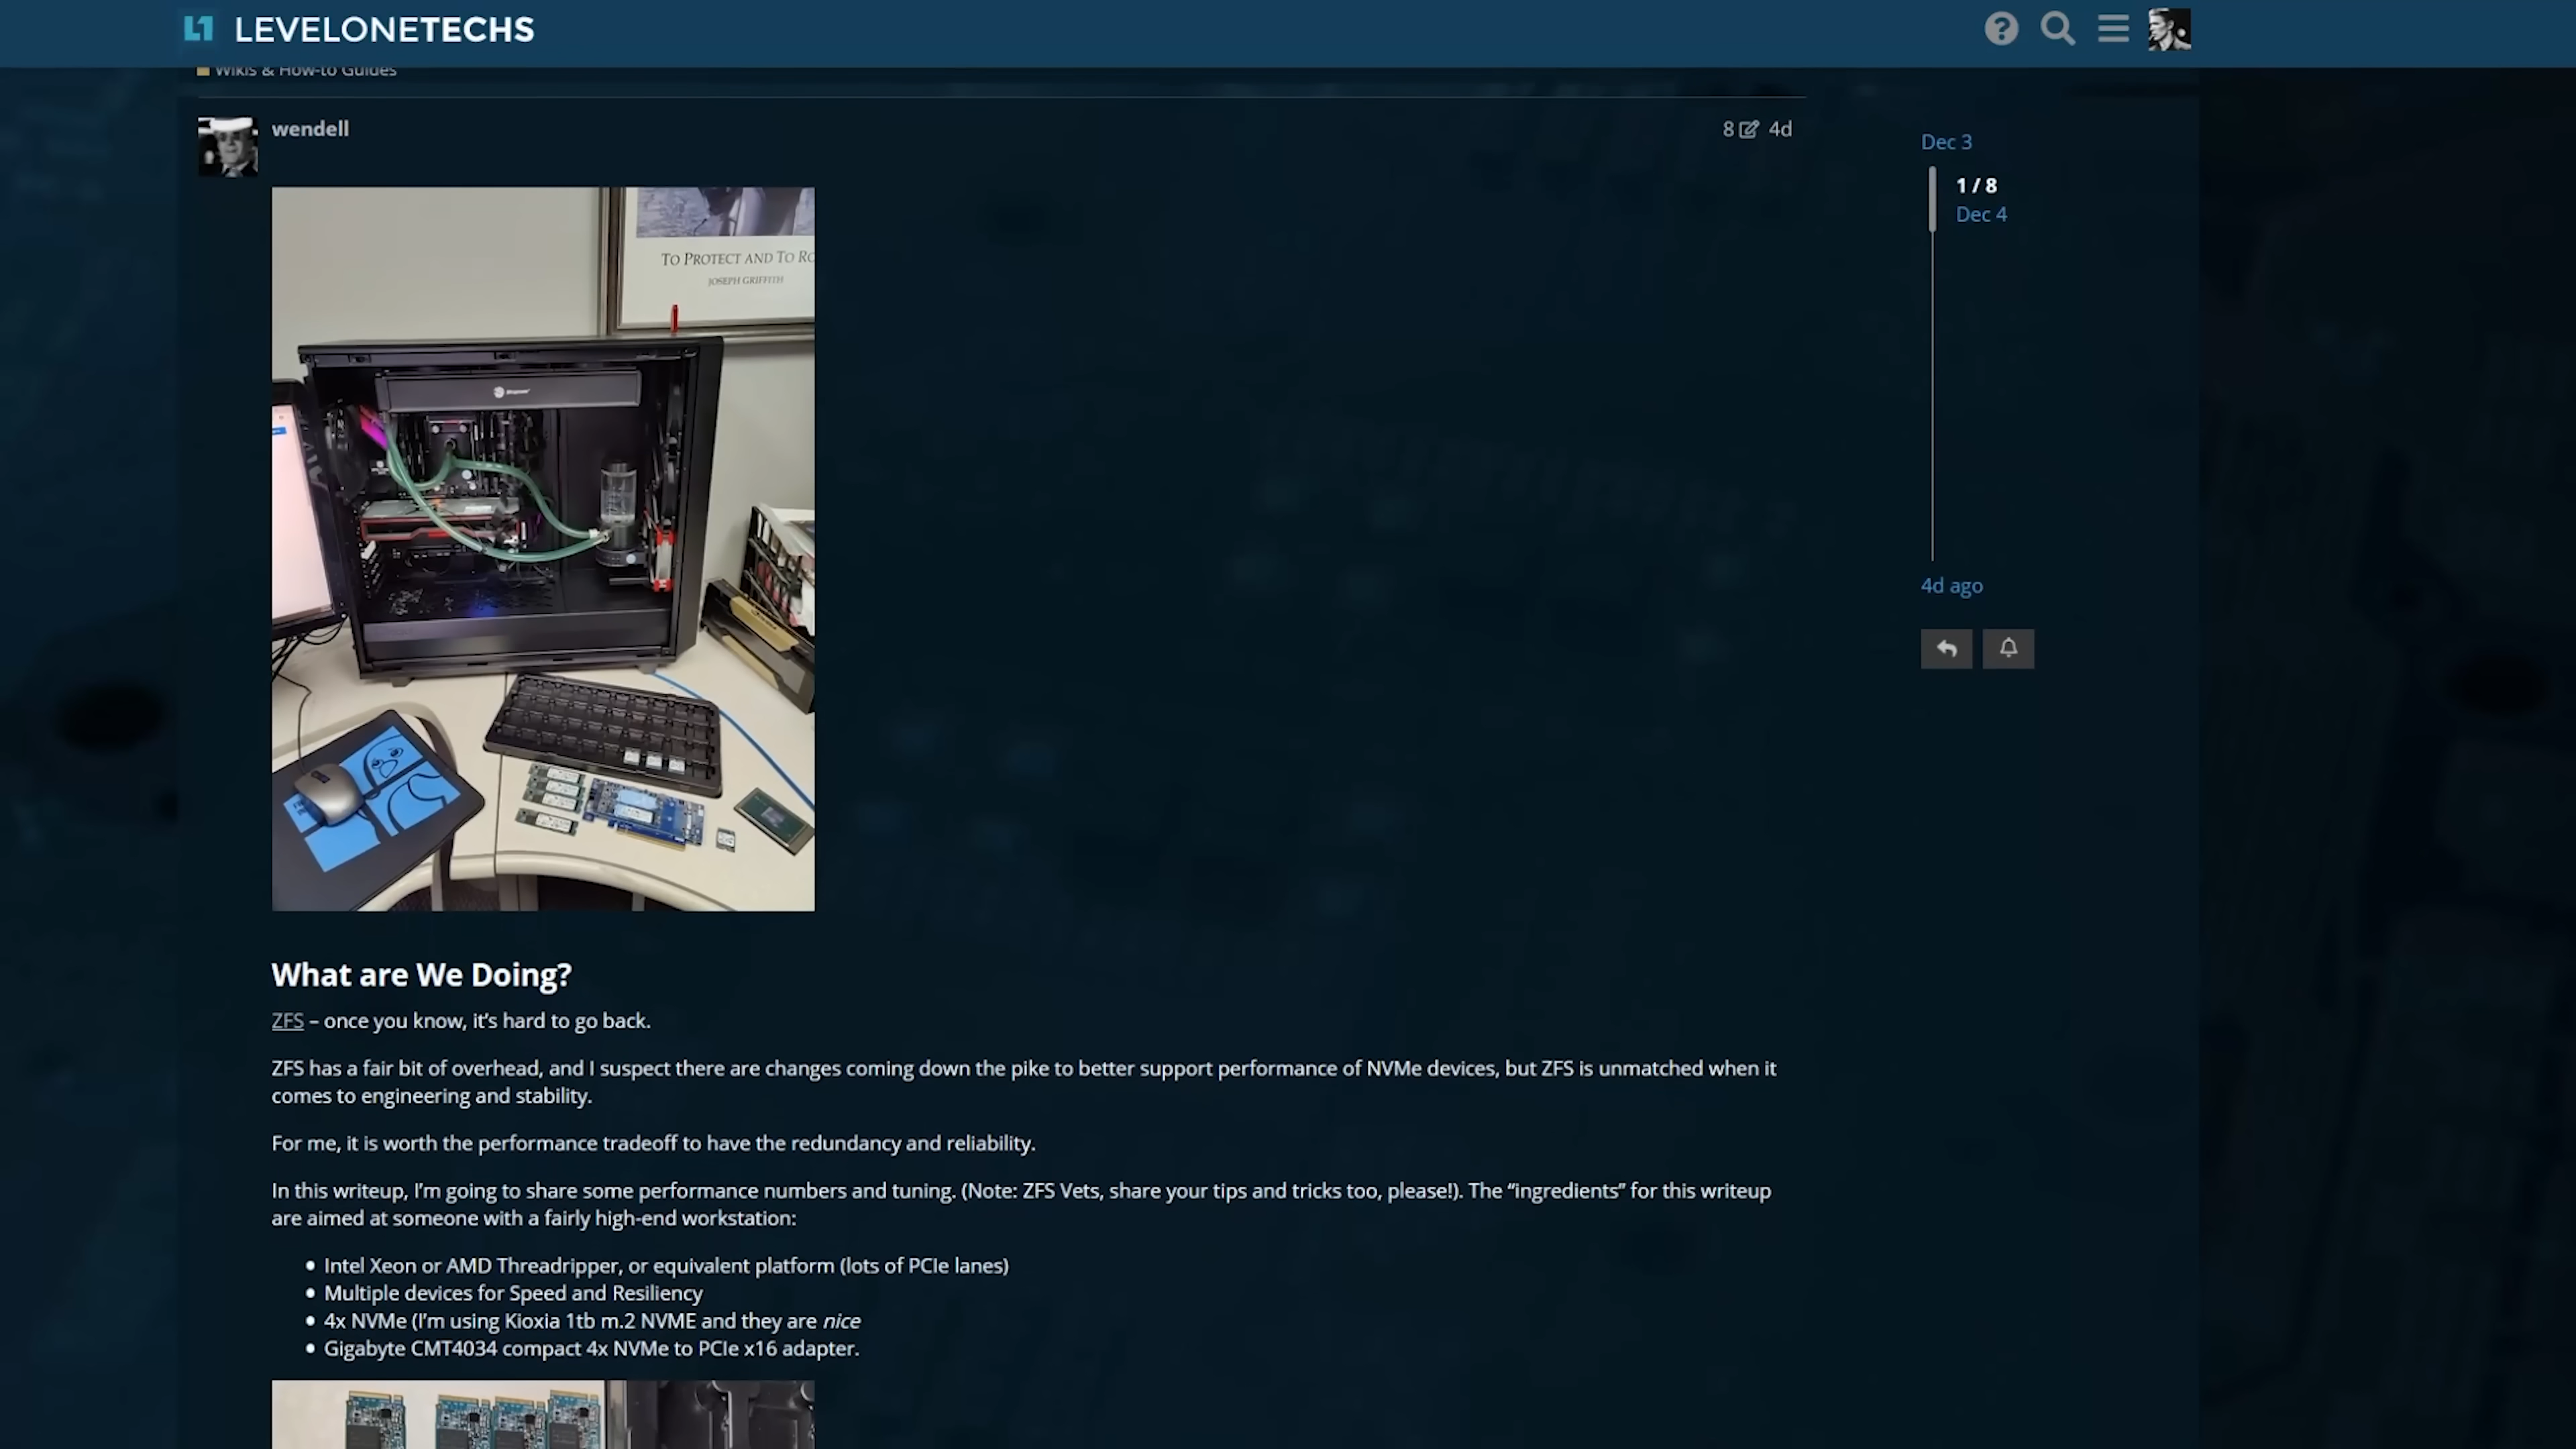 LEVELONETECHS
Wikis & How-to Guides
wendell
8 4d
Dec 3
1 / 8
Dec 4
4d ago
TO PROTECT AND TO
JOSEPH GRIFFITH
What are We Doing?
ZFS – once you know, it’s hard to go back.
ZFS has a fair bit of overhead, and I suspect there are changes coming down the pike to better support performance of NVMe devices, but ZFS is unmatched when it
comes to engineering and stability.
For me, it is worth the performance tradeoff to have the redundancy and reliability.
In this writeup, I’m going to share some performance numbers and tuning. (Note: ZFS Vets, share your tips and tricks too, please!). The “ingredients” for this writeup
are aimed at someone with a fairly high-end workstation:
• Intel Xeon or AMD Threadripper, or equivalent platform (lots of PCIe lanes)
• Multiple devices for Speed and Resiliency
• 4x NVMe (I’m using Kioxia 1tb m.2 NVME and they are nice
• Gigabyte CMT4034 compact 4x NVMe to PCIe x16 adapter.